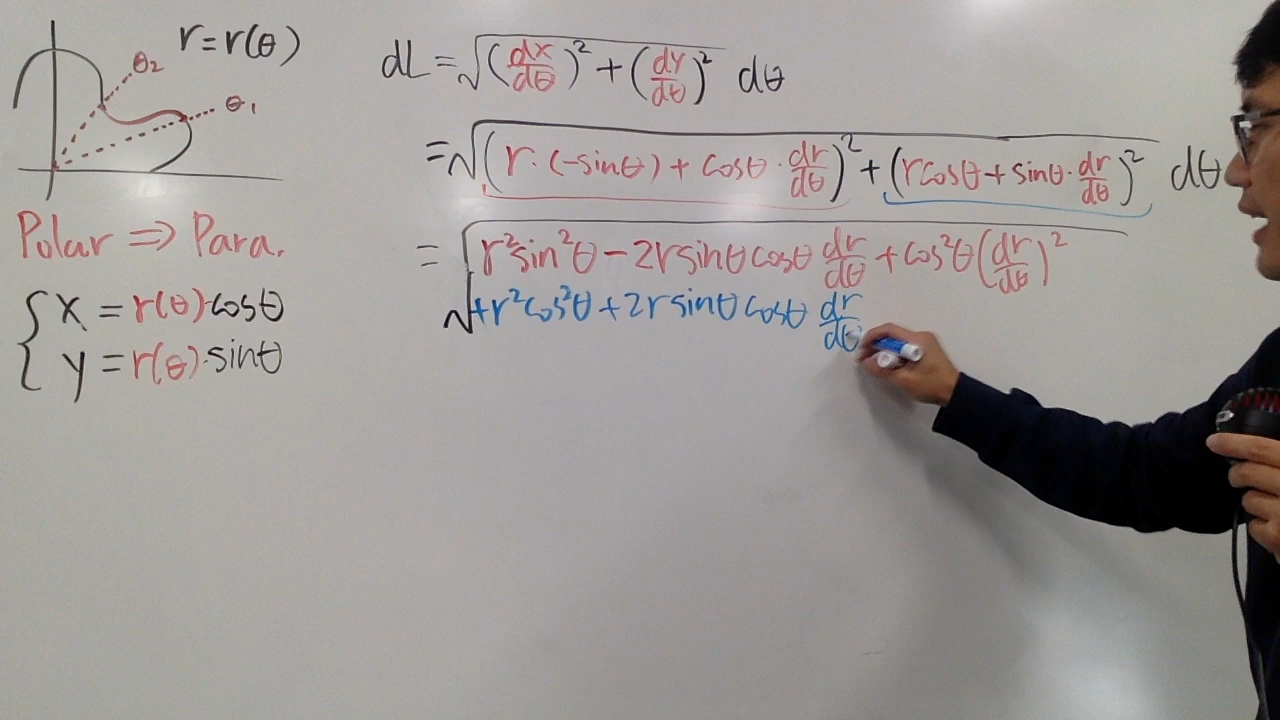 r=r(θ)
θ₂
θ₁
Polar ⇒ Para.
{ x = r(θ)·cosθ
y = r(θ)·sinθ
dL = √((dx/dθ)² + (dy/dθ)²) dθ
= √((r·(-sinθ) + cosθ·dr/dθ)² + (rcosθ + sinθ·dr/dθ)²) dθ
= √(r²sin²θ - 2rsinθcosθ dr/dθ + cos²θ(dr/dθ)²
+r²cos²θ + 2rsinθcosθ dr/dθ